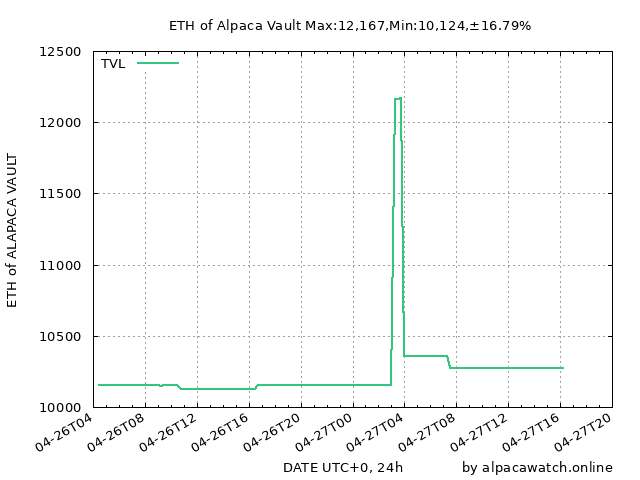 ETH of Alpaca Vault Max:12,167,Min:10,124,±16.79%
12500
TVL
12000
11500
11000
10500
10000
ETH of ALAPACA VAULT
04-26T04
04-26T08
04-26T12
04-26T16
04-26T20
04-27T00
04-27T04
04-27T08
04-27T12
04-27T16
04-27T20
DATE UTC+0, 24h
by alpacawatch.online